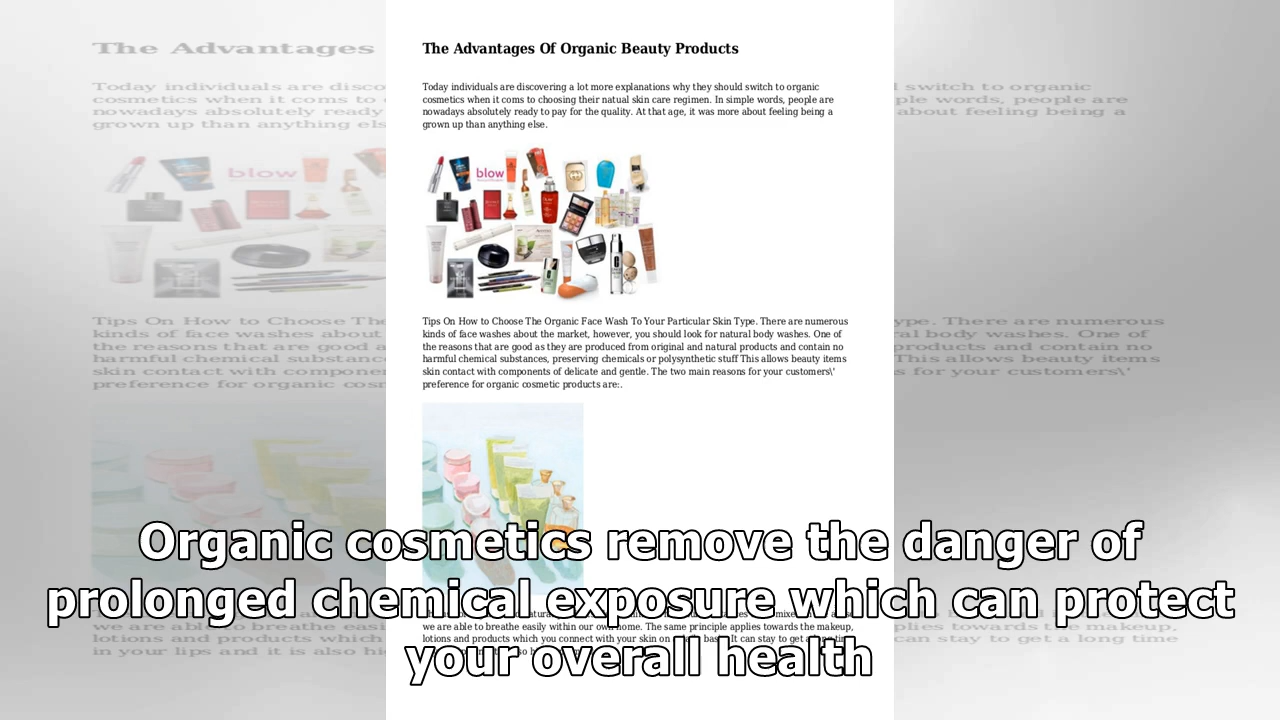 The Advantages Of Organic Beauty Products
Today individuals are discovering a lot more explanations why they should switch to organic
cosmetics when it coms to choosing their natual skin care regimen. In simple words, people are
nowadays absolutely ready to pay for the quality. At that age, it was more about feeling being a
grown up than anything else.
blow
Tips On How to Choose The Organic Face Wash To Your Particular Skin Type. There are numerous
kinds of face washes about the market, however, you should look for natural body washes. One of
the reasons that are good as they are produced from original and natural products and contain no
harmful chemical substances, preserving chemicals or polysynthetic stuff This allows beauty items
skin contact with components of delicate and gentle. The two main reasons for your customers\'
preference for organic cosmetic products are:.
we are able to breathe easily within our own home. The same principle applies towards the makeup,
lotions and products which you connect with your skin on basis. It can stay to get a long time
Organic cosmetics remove the danger of
prolonged chemical exposure which can protect
your overall health